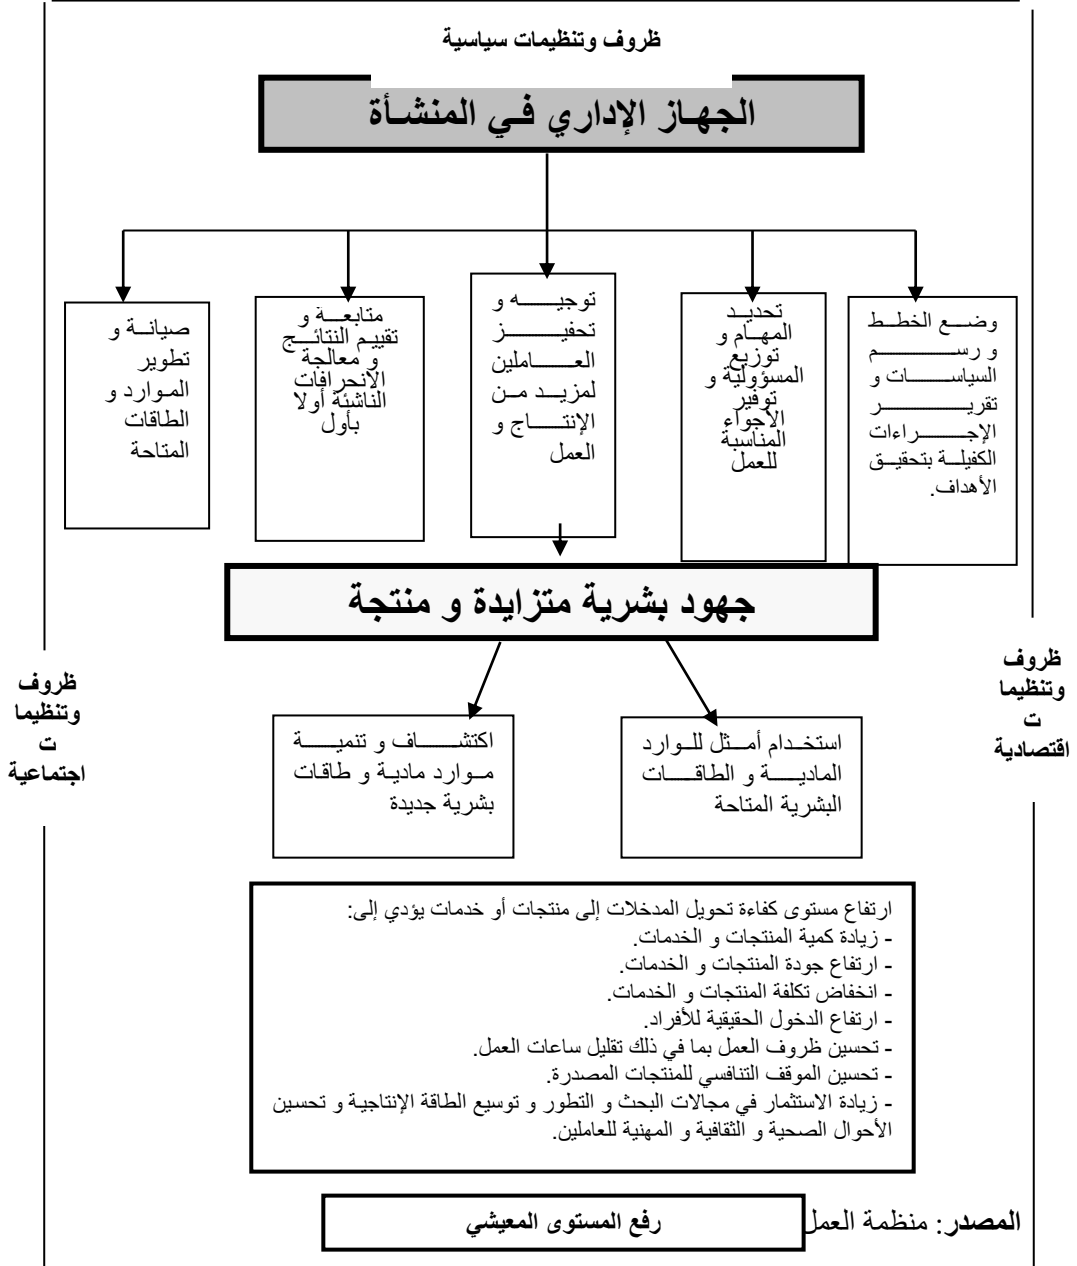 ظروف وتنظيمات سياسية
الجهاز الإداري في المنشأة
وضع الخطط
و رسم
السياسات و
تقرير
الإجراءات
الكفيلة بتحقيق
الأهداف.
تحديد
المهام و
توزيع
المسؤولية و
توفير
الأجواء
المناسبة
للعمل
توجيه و
تحفيز
العاملين
لمزيد من
الإنتاج و
العمل
متابعة و
تقييم النتائج
و معالجة
الانحرافات
الناشئة أولا
بأول
صيانة و
تطوير
الموارد و
الطاقات
المتاحة
جهود بشرية متزايدة و منتجة
ظروف
وتنظيما
ت
اقتصادية
ظروف
وتنظيما
ت
اجتماعية
استخدام أمثل للوارد
المادية و الطاقات
البشرية المتاحة
اكتشاف و تنمية
موارد مادية و طاقات
بشرية جديدة
ارتفاع مستوى كفاءة تحويل المدخلات إلى منتجات أو خدمات يؤدي إلى:
- زيادة كمية المنتجات و الخدمات.
- ارتفاع جودة المنتجات و الخدمات.
- انخفاض تكلفة المنتجات و الخدمات.
- ارتفاع الدخول الحقيقية للأفراد.
- تحسين ظروف العمل بما في ذلك تقليل ساعات العمل.
- تحسين الموقف التنافسي للمنتجات المصدرة.
- زيادة الاستثمار في مجالات البحث و التطور و توسيع الطاقة الإنتاجية و تحسين
الأحوال الصحية و الثقافية و المهنية للعاملين.
المصدر: منظمة العمل
رفع المستوى المعيشي